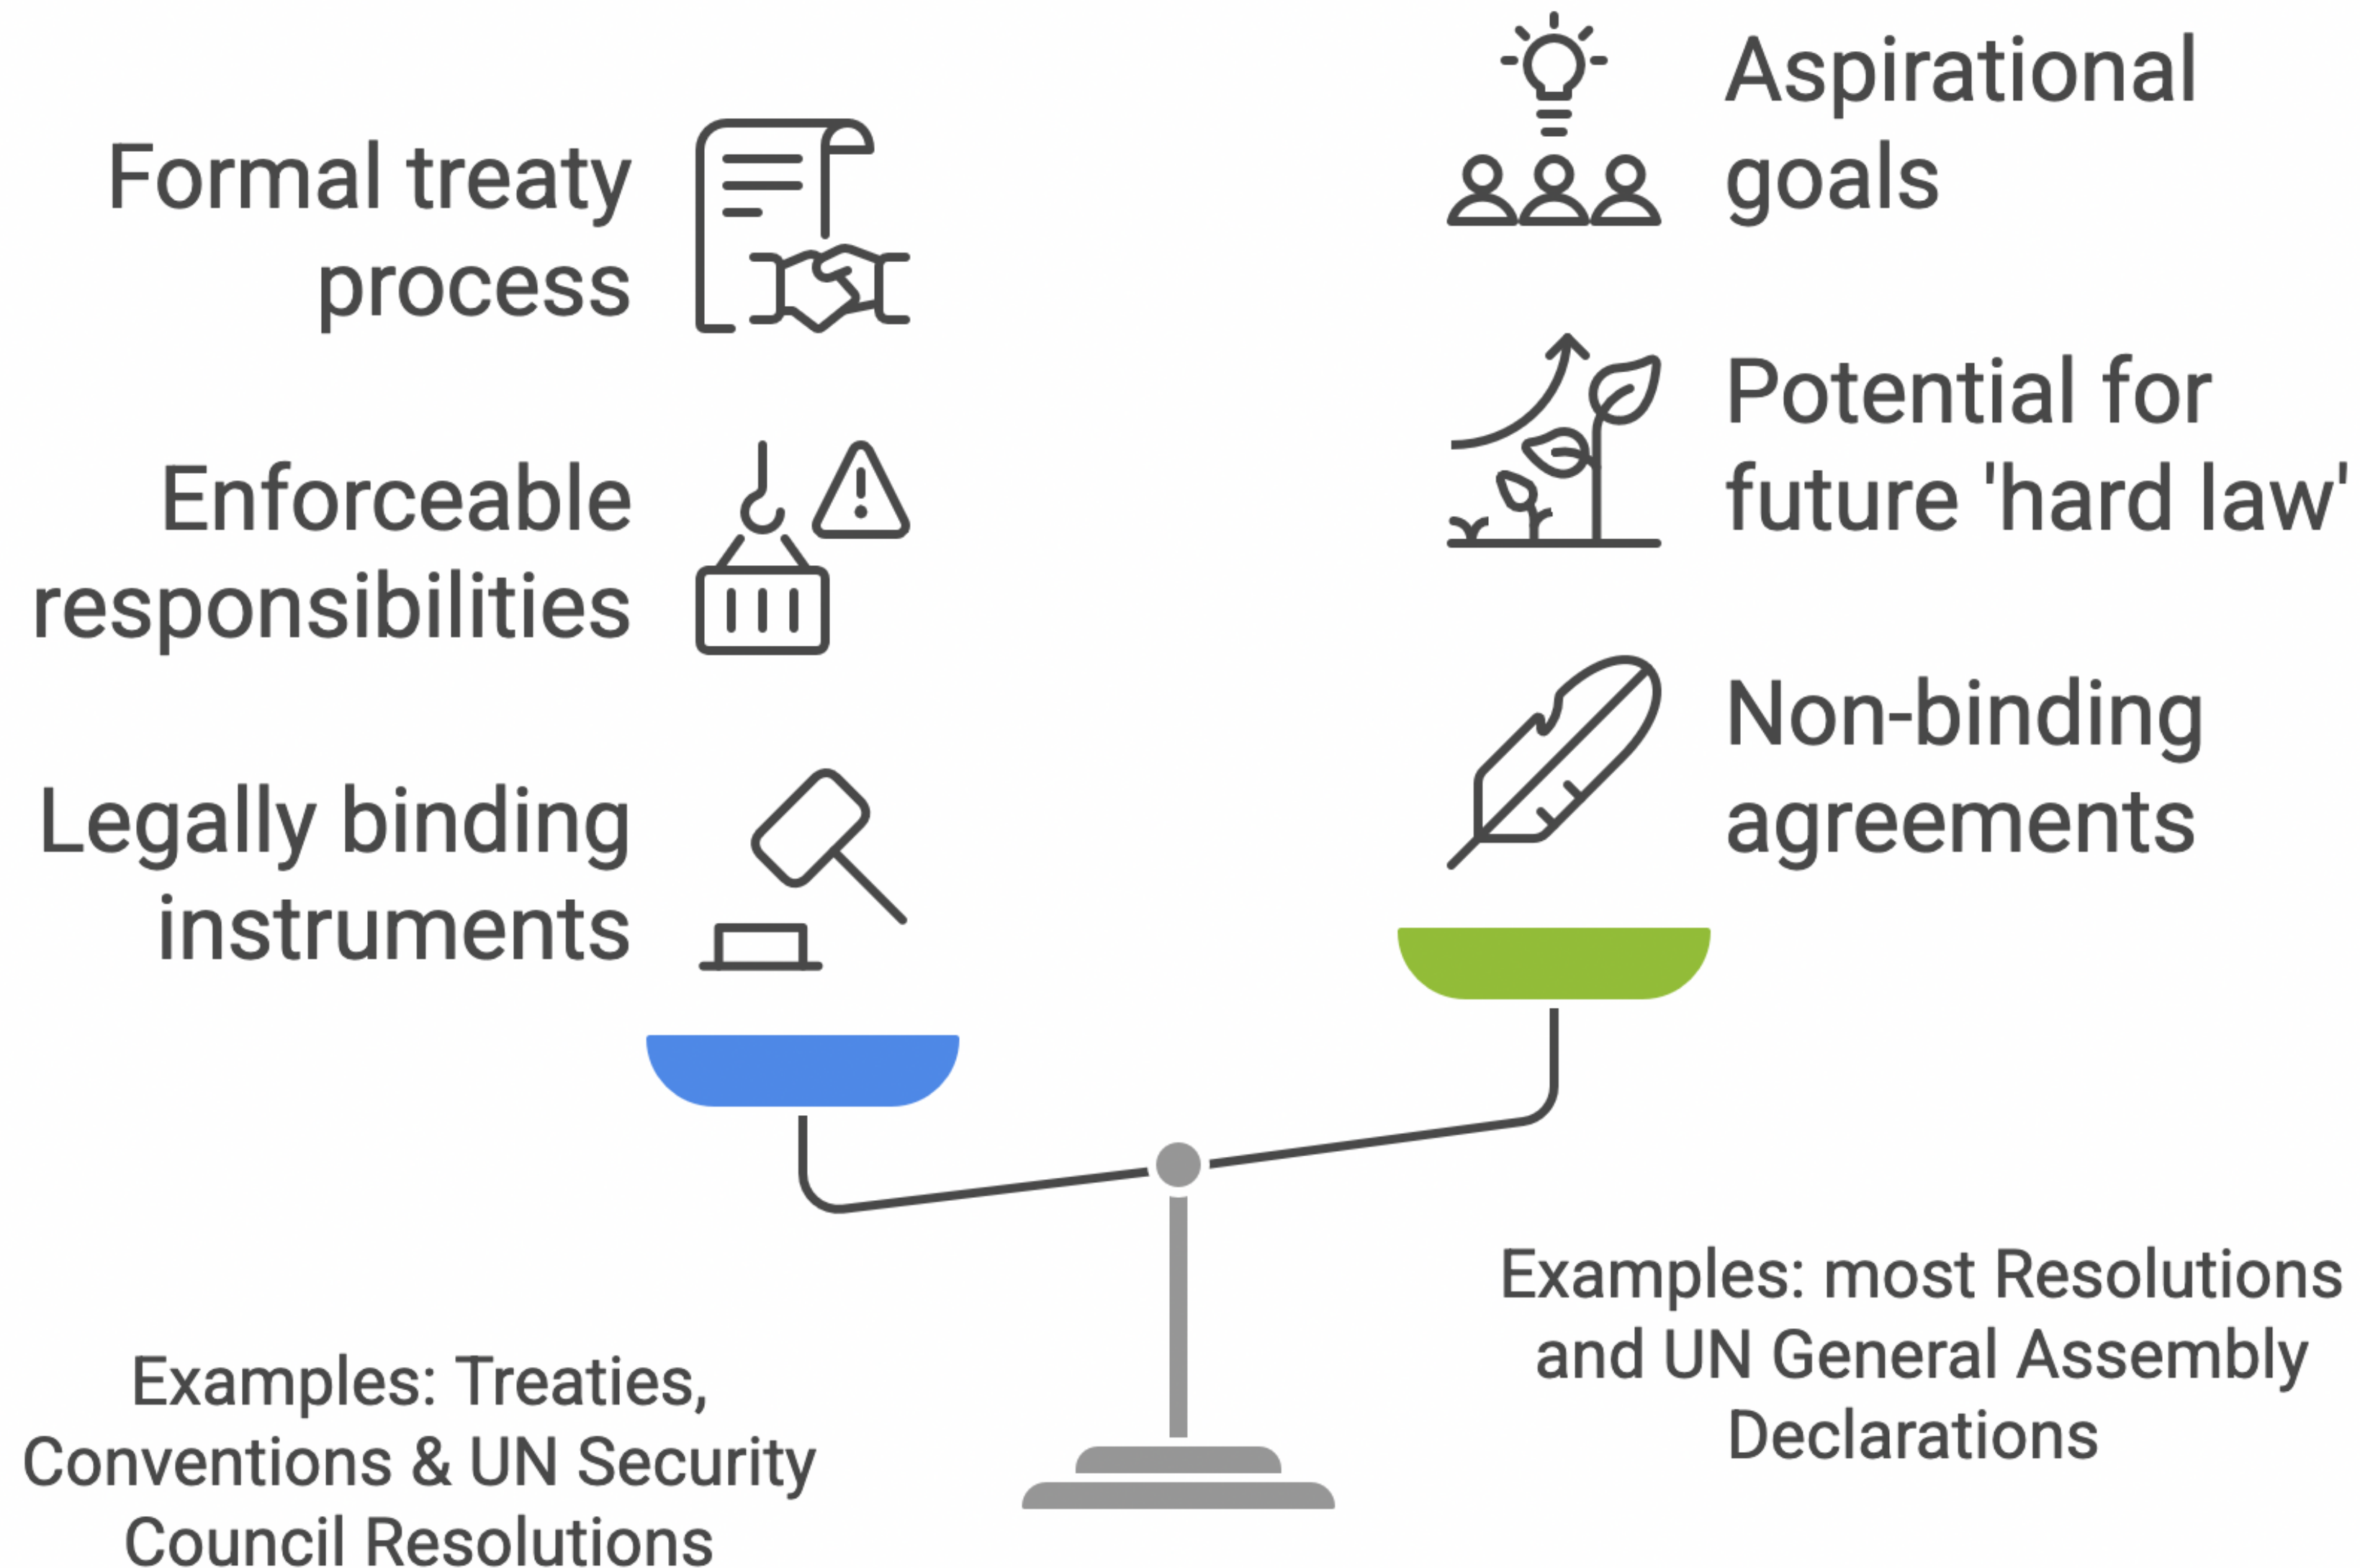 Formal treaty
process
Enforceable
responsibilities
Legally binding
instruments
Examples: Treaties,
Conventions & UN Security
Council Resolutions
Aspirational
goals
Potential for
future 'hard law'
Non-binding
agreements
Examples: most Resolutions
and UN General Assembly
Declarations